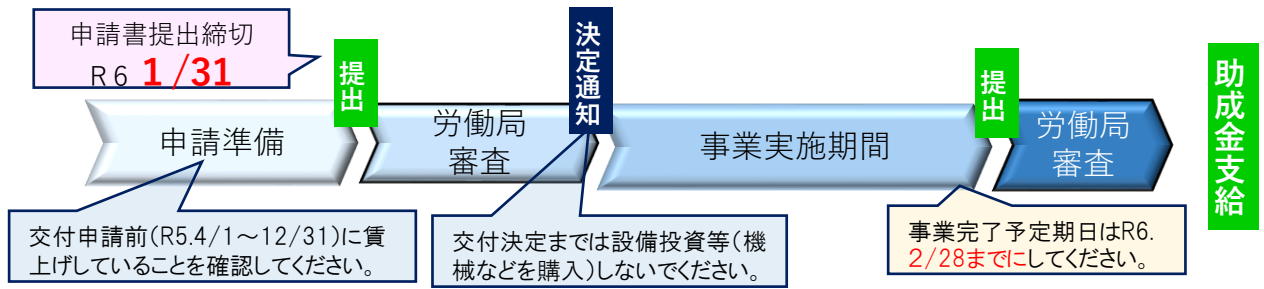 申請書提出締切
R６ 1/31
提出
決定通知
提出
助成金支給
申請準備
労働局
審査
事業実施期間
労働局
審査
交付申請前(R5.4/1～12/31)に賃
上げしていることを確認してください。
交付決定までは設備投資等(機
械などを購入)しないでください。
事業完了予定期日はR6.
2/28までにしてください。